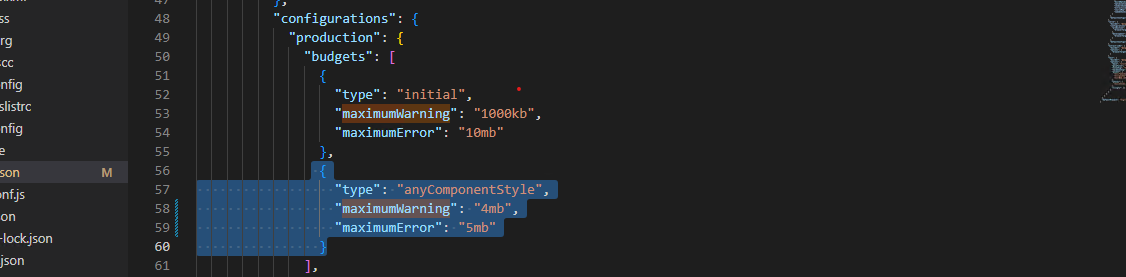 47 },
48 "configurations": {
49 "production": {
50 "budgets": [
51 {
52 "type": "initial",
53 "maximumWarning": "1000kb",
54 "maximumError": "10mb"
55 },
56 {
57 "type": "anyComponentStyle",
58 "maximumWarning": "4mb",
59 "maximumError": "5mb"
60 }
61 ],
ss
rg
cc
nfig
slistrc
nfig
e
json M
onf.js
on
-lock.json
.json